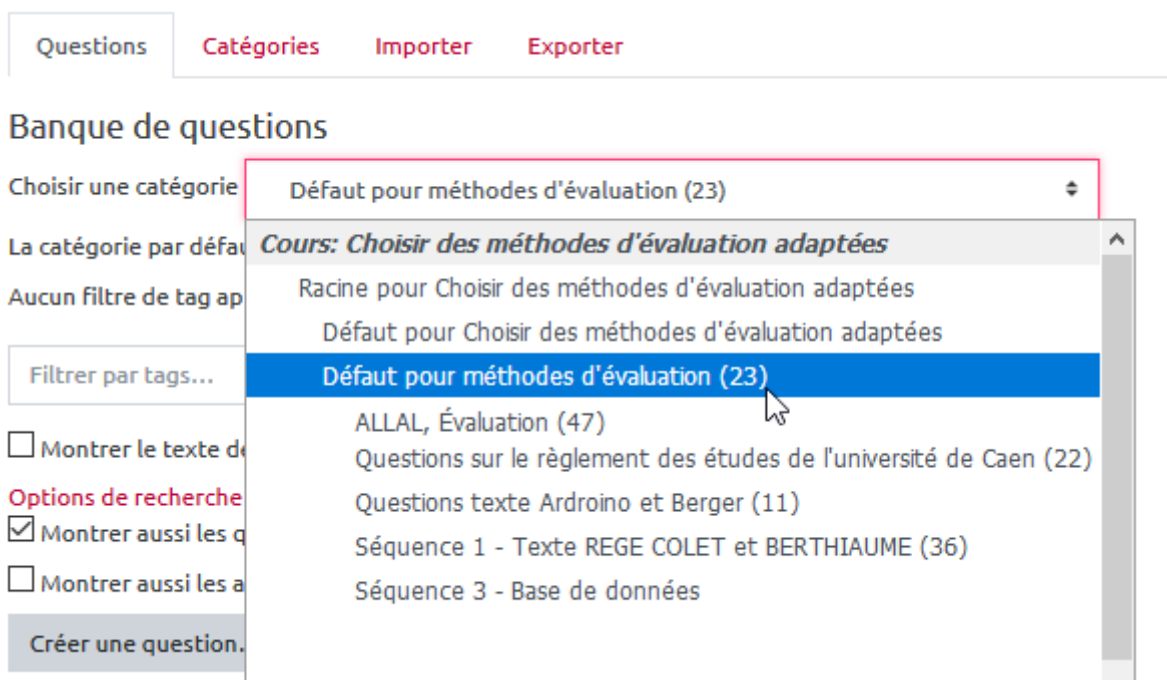 Questions Catégories Importer Exporter
Banque de questions
Choisir une catégorie Défaut pour méthodes d'évaluation (23)
La catégorie par défau
Cours: Choisir des méthodes d'évaluation adaptées
Racine pour Choisir des méthodes d'évaluation adaptées
Aucun filtre de tag ap
Défaut pour Choisir des méthodes d'évaluation adaptées
Filtrer par tags...
Défaut pour méthodes d'évaluation (23)
ALLAL, Évaluation (47)
Montrer le texte de
Questions sur le règlement des études de l'université de Caen (22)
Options de recherche
Questions texte Ardroino et Berger (11)
Montrer aussi les q
Séquence 1 - Texte REGE COLET et BERTHIAUME (36)
Montrer aussi les a
Séquence 3 - Base de données
Créer une question.